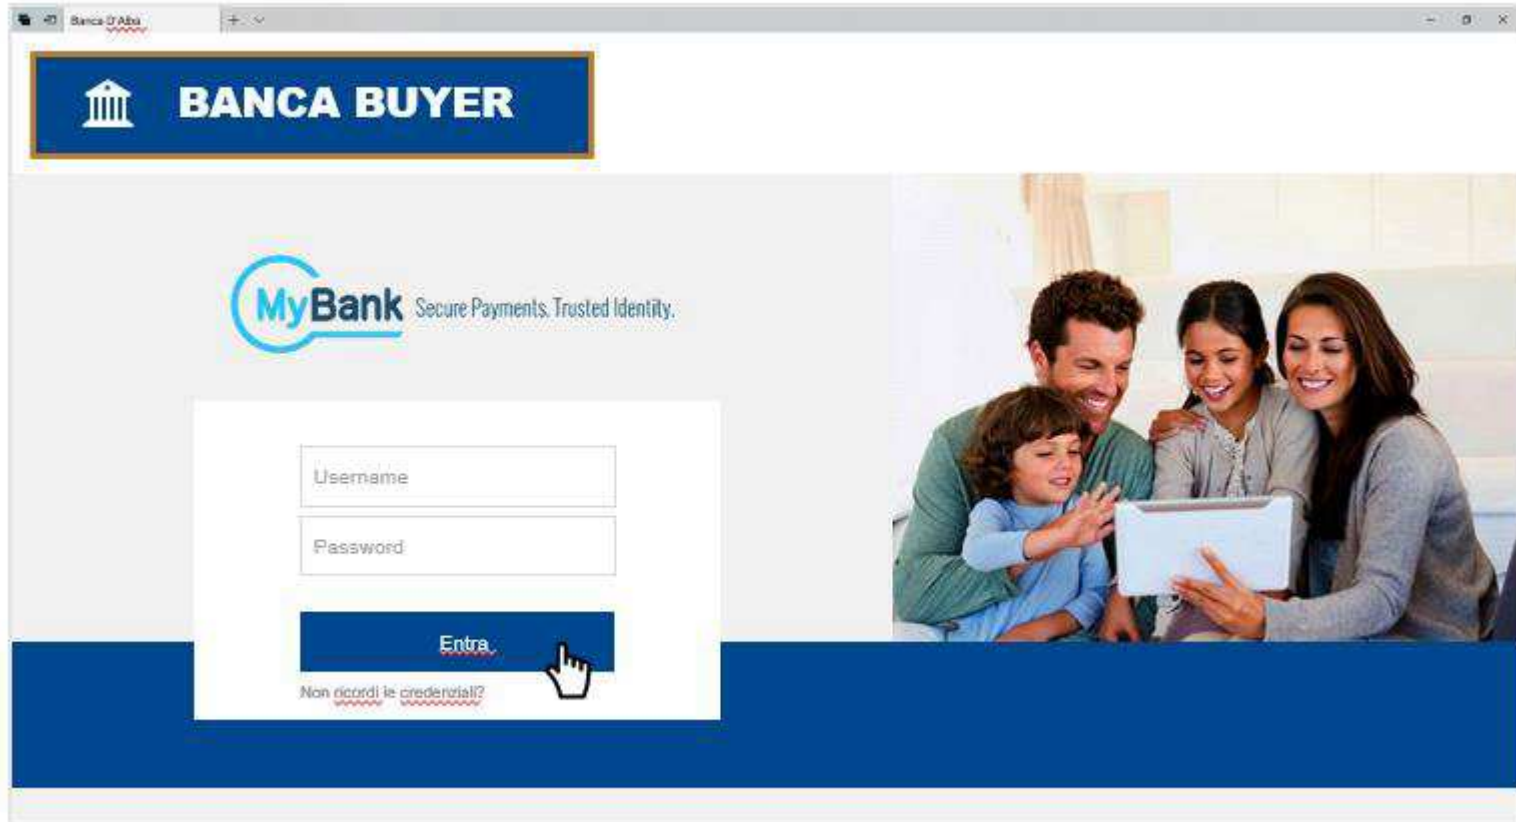 Banca D'Alba
BANCA BUYER
MyBank Secure Payments. Trusted Identity.
Username
Password
Entra
Non ricordi le credenziali?